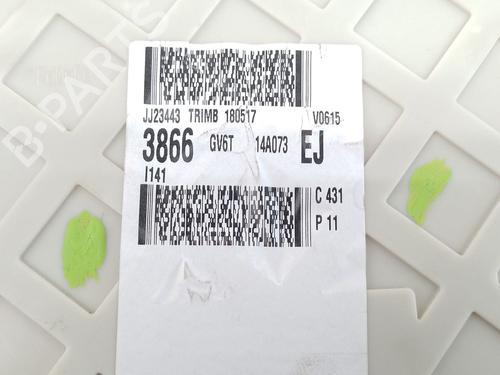 JJ23443 TRIMB 180517 V0615
3866 GV6T 14A073 EJ
I141
C 431
P 11
B-PARTS